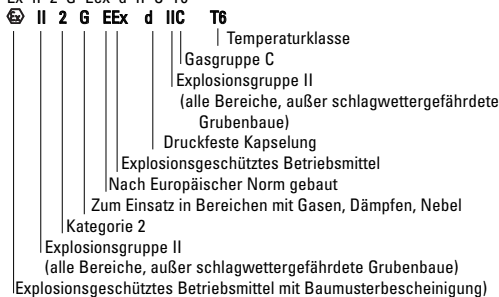 Ex II 2 G EEx d II C T6
Ex II 2 G EEx d IIC T6
Temperaturklasse
Gasgruppe C
Explosionsgruppe II
(alle Bereiche, außer schlagwettergefährdete
Grubenbaue)
Druckfeste Kapselung
Explosionsgeschütztes Betriebsmittel
Nach Europäischer Norm gebaut
Zum Einsatz in Bereichen mit Gasen, Dämpfen, Nebel
Kategorie 2
Explosionsgruppe II
(alle Bereiche, außer schlagwettergefährdete Grubenbaue)
Explosionsgeschütztes Betriebsmittel mit Baumusterbescheinigung)